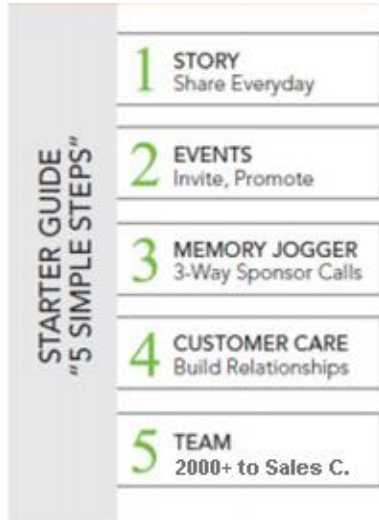 STARTER GUIDE
"5 SIMPLE STEPS"
1 STORY
Share Everyday
2 EVENTS
Invite, Promote
3 MEMORY JOGGER
3-Way Sponsor Calls
4 CUSTOMER CARE
Build Relationships
5 TEAM
2000+ to Sales C.